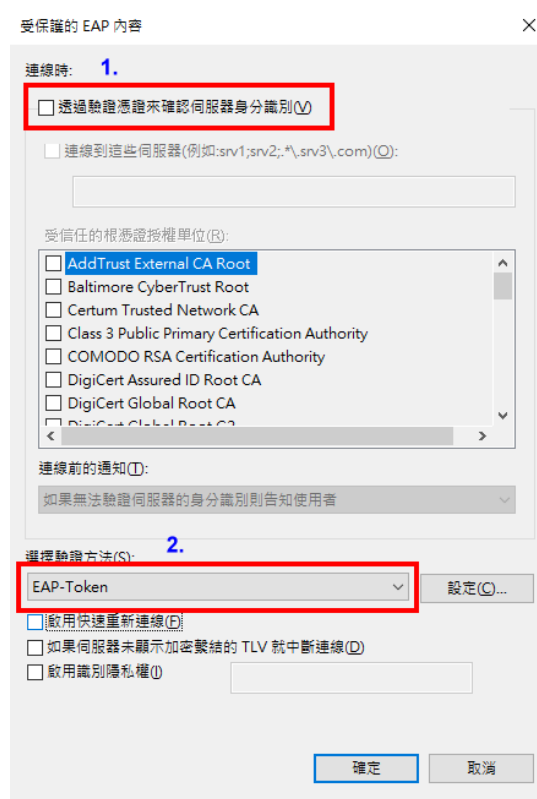 受保護的 EAP 內容
連線時: 1.
透過驗證憑證來確認伺服器身分識別(V)
連線到這些伺服器(例如:srv1;srv2;.*\.srv3\.com)(O):
受信任的根憑證授權單位(R):
AddTrust External CA Root
Baltimore CyberTrust Root
Certum Trusted Network CA
Class 3 Public Primary Certification Authority
COMODO RSA Certification Authority
DigiCert Assured ID Root CA
DigiCert Global Root CA
DigiCert Global Root G2
連線前的通知(T):
如果無法驗證伺服器的身分識別則告知使用者
2.
選擇驗證方法(S):
EAP-Token 設定(C)...
啟用快速重新連線(F)
如果伺服器未顯示加密繫結的 TLV 就中斷連線(D)
啟用識別隱私權(I)
確定 取消